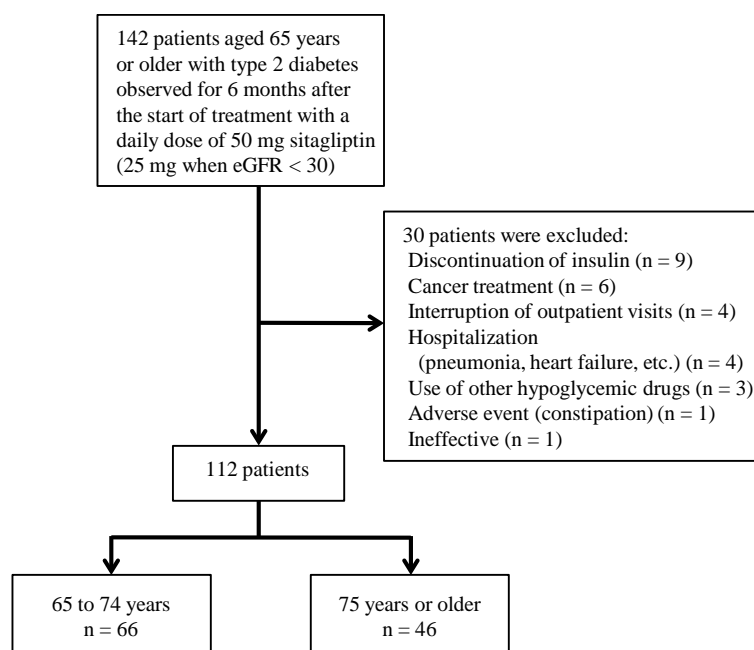 142 patients aged 65 years
or older with type 2 diabetes
observed for 6 months after
the start of treatment with a
daily dose of 50 mg sitagliptin
(25 mg when eGFR < 30)
30 patients were excluded:
Discontinuation of insulin (n = 9)
Cancer treatment (n = 6)
Interruption of outpatient visits (n = 4)
Hospitalization
(pneumonia, heart failure, etc.) (n = 4)
Use of other hypoglycemic drugs (n = 3)
Adverse event (constipation) (n = 1)
Ineffective (n = 1)
112 patients
65 to 74 years
n = 66
75 years or older
n = 46